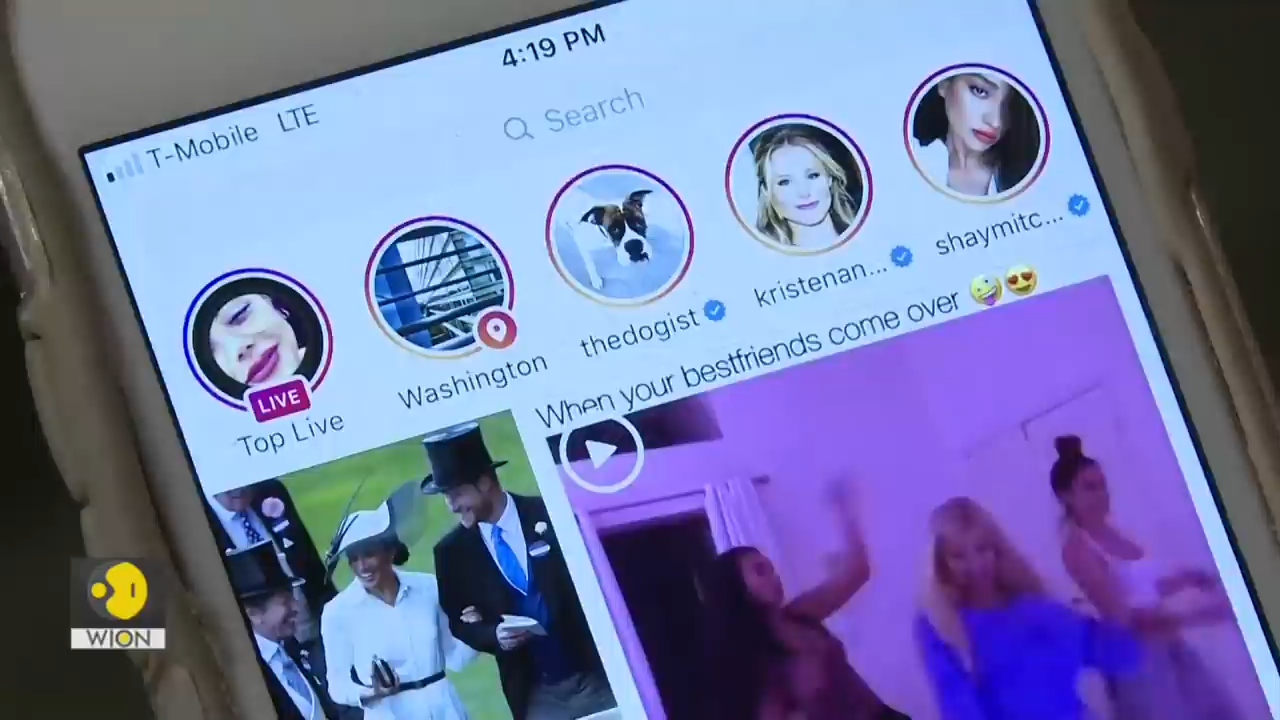 4:19 PM
T-Mobile LTE
Search
LIVE
Top Live
Washington
thedogist
kristenan...
shaymitc...
When your bestfriends come over 🤪😍
WION